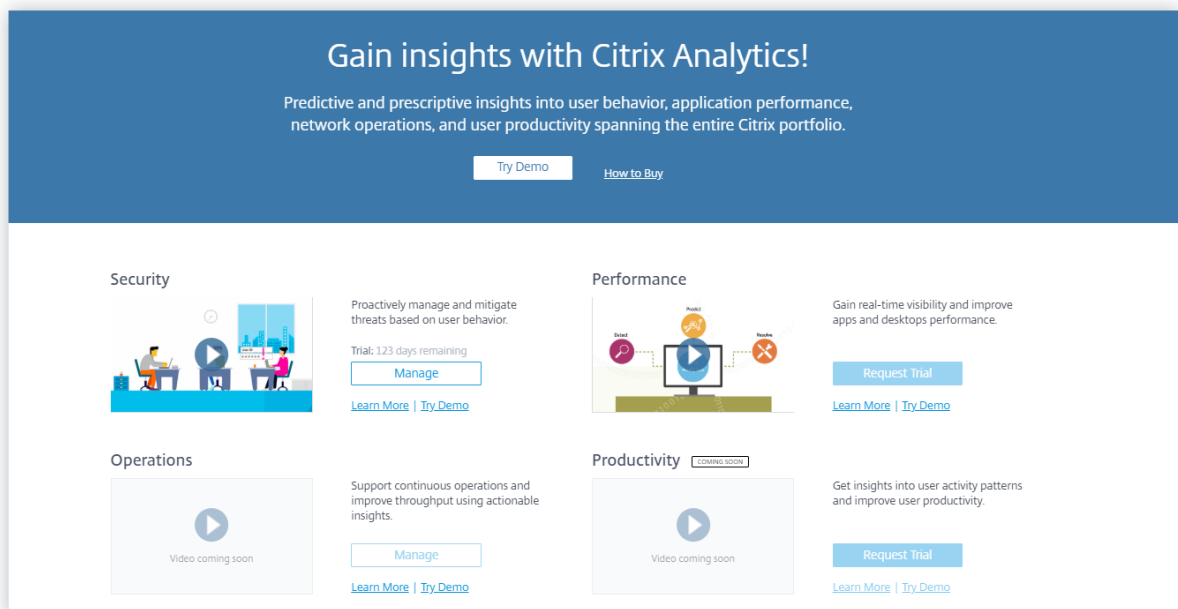 Gain insights with Citrix Analytics!
Predictive and prescriptive insights into user behavior, application performance,
network operations, and user productivity spanning the entire Citrix portfolio.
Try Demo
How to Buy
Security
Proactively manage and mitigate
threats based on user behavior.
Trial: 123 days remaining
Manage
Learn More | Try Demo
Performance
Detect
Predict
Resolve
Gain real-time visibility and improve
apps and desktops performance.
Request Trial
Learn More | Try Demo
Operations
Video coming soon
Support continuous operations and
improve throughput using actionable
insights.
Manage
Learn More | Try Demo
Productivity
COMING SOON
Video coming soon
Get insights into user activity patterns
and improve user productivity.
Request Trial
Learn More | Try Demo